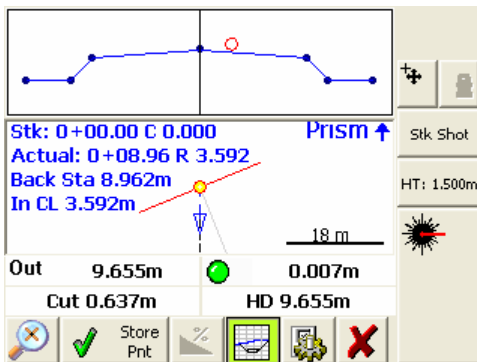 Stk: 0+00.00 C 0.000
Prism
Stk Shot
Actual: 0+08.96 R 3.592
Back Sta 8.962m
HT: 1.500m
In CL 3.592m
18 m
Out 9.655m 0.007m
Cut 0.637m HD 9.655m
Store
Pnt
%